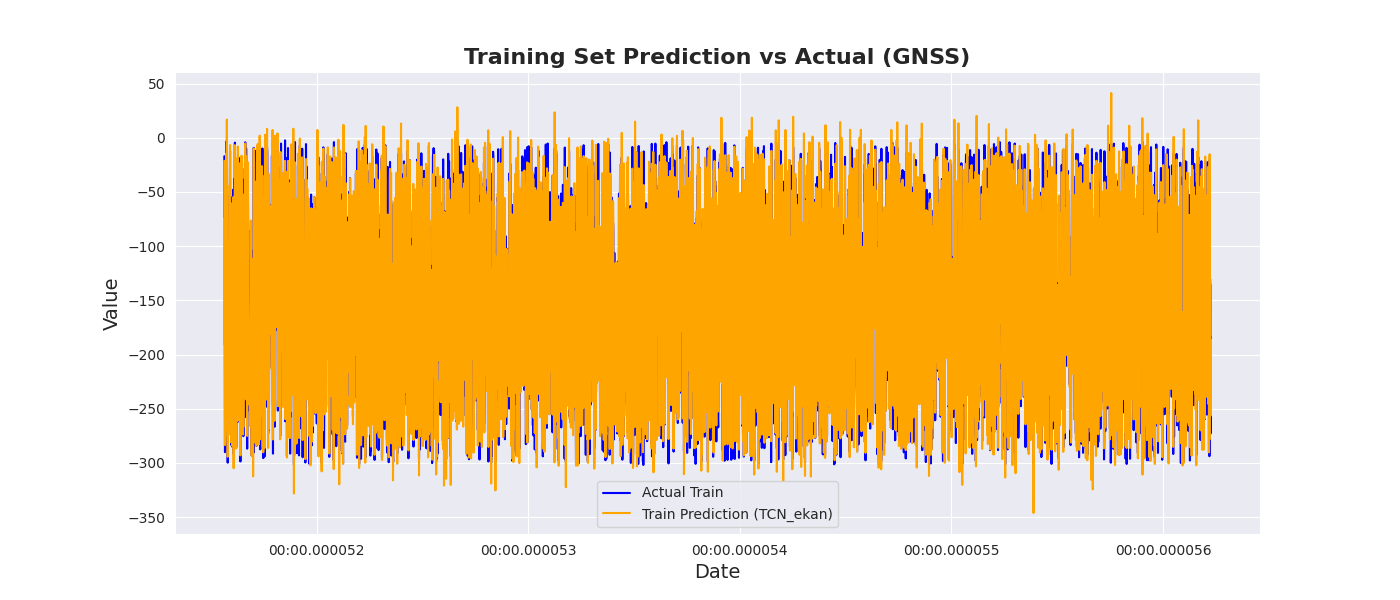 Training Set Prediction vs Actual (GNSS)
50
0
−50
−100
−150
−200
−250
−300
−350
Value
Actual Train
Train Prediction (TCN_ekan)
00:00.000052
00:00.000053
00:00.000054
00:00.000055
00:00.000056
Date